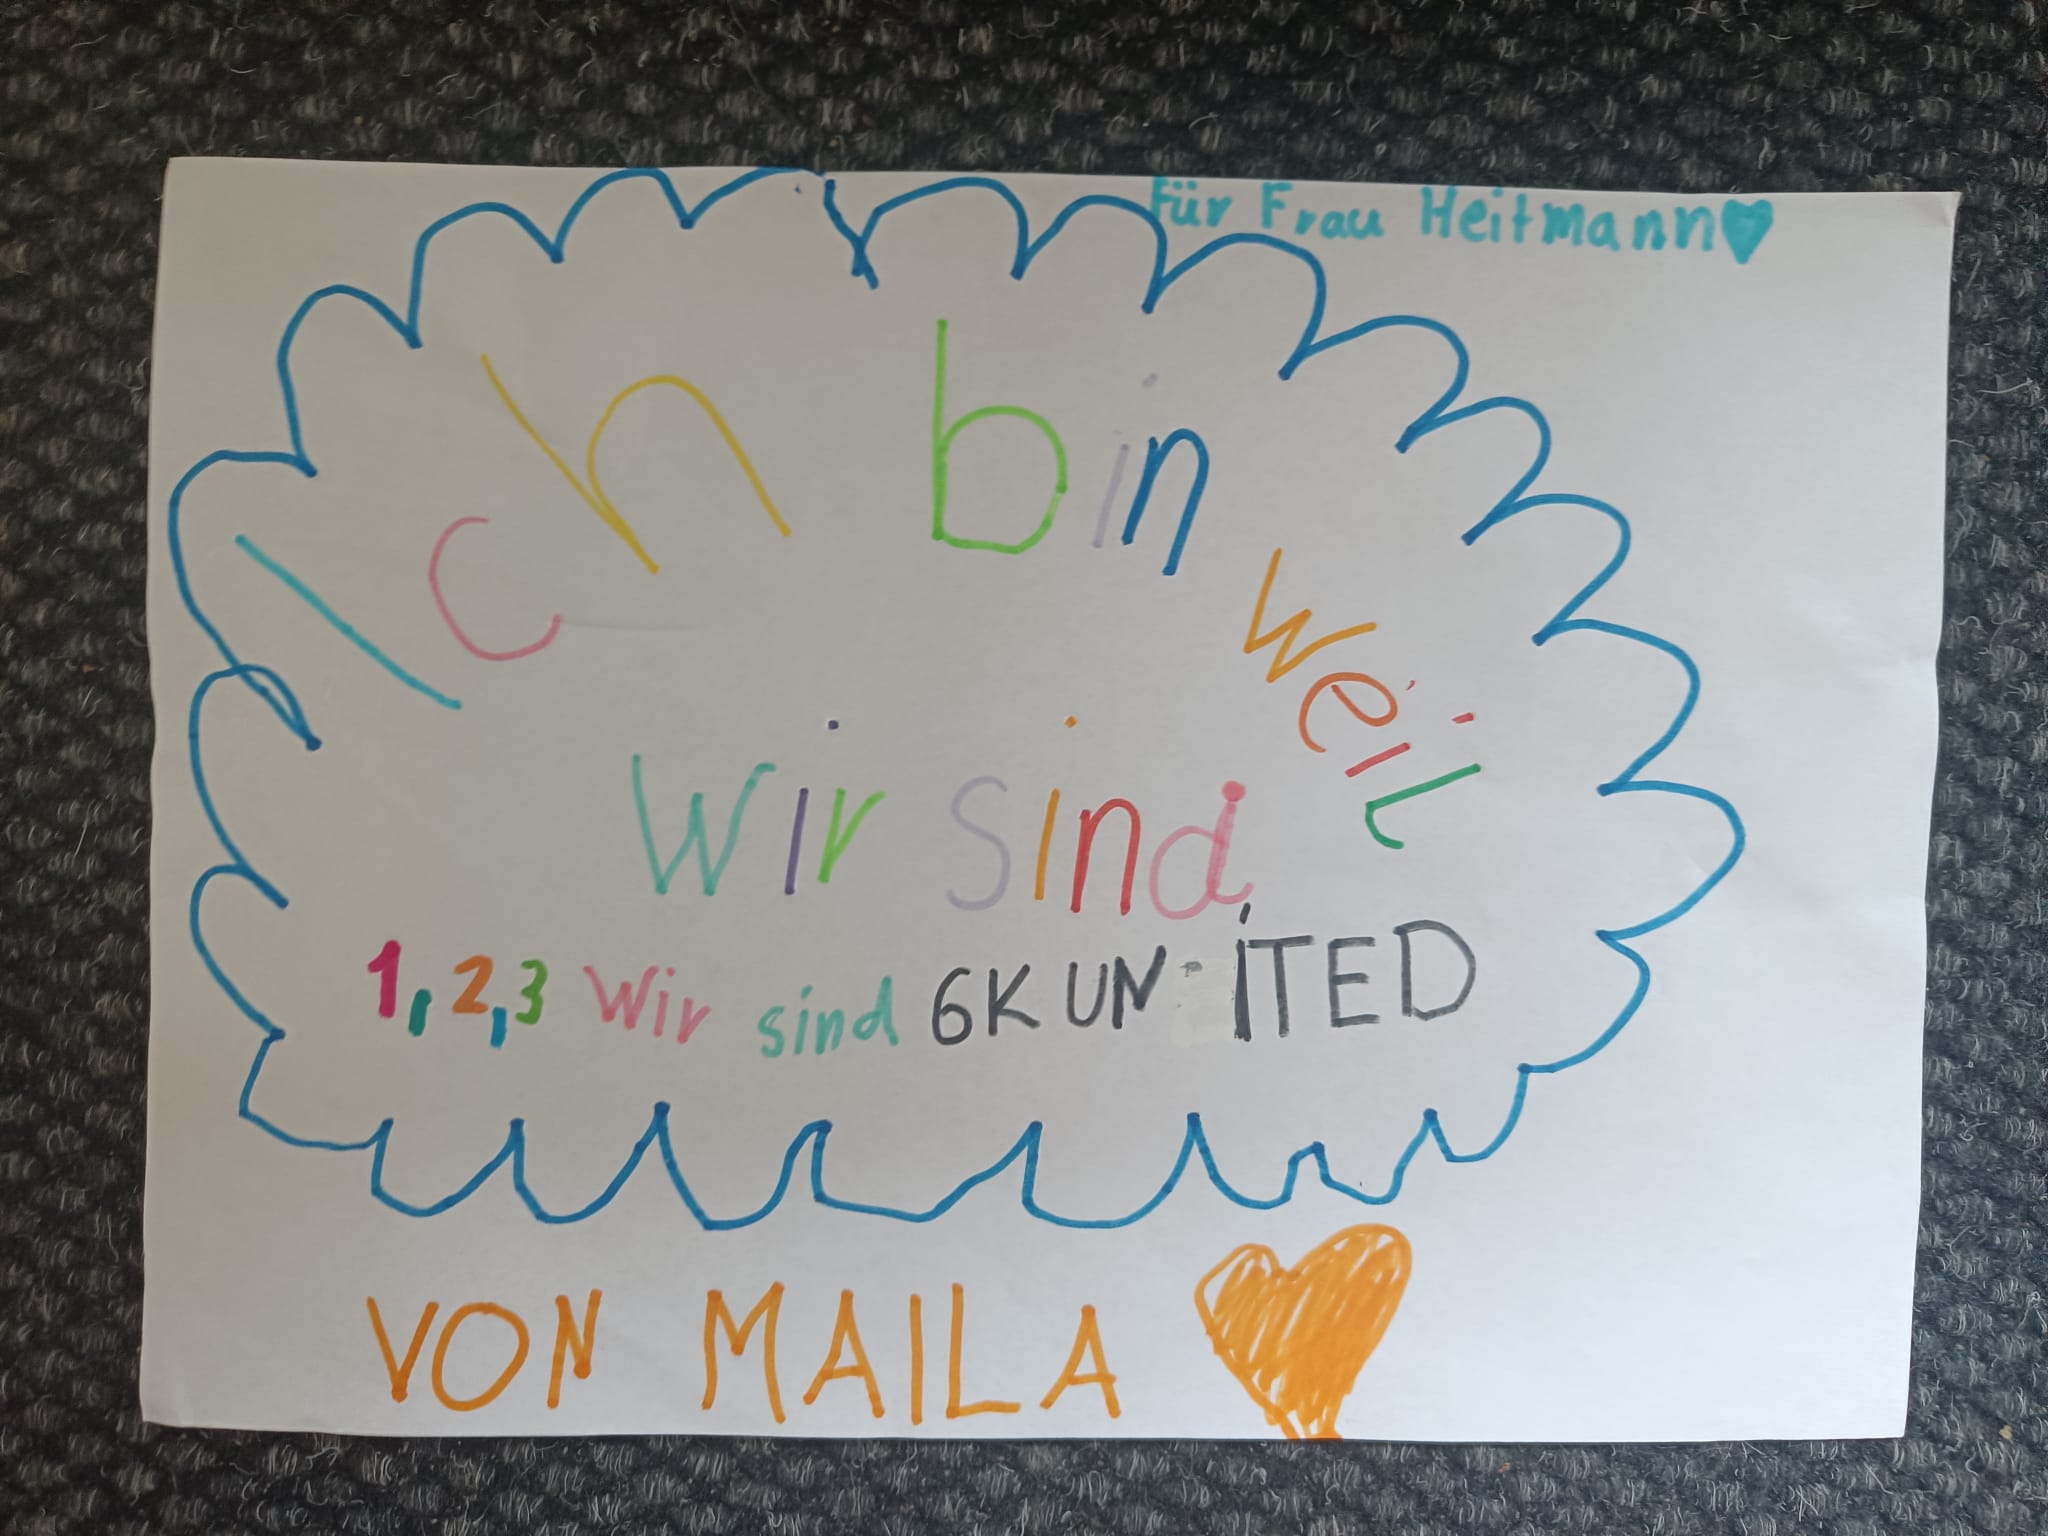 Für Frau Heitmann
Ich bin weil
wir sind
1, 2, 3 Wir sind 6K UNITED
VON MAILA